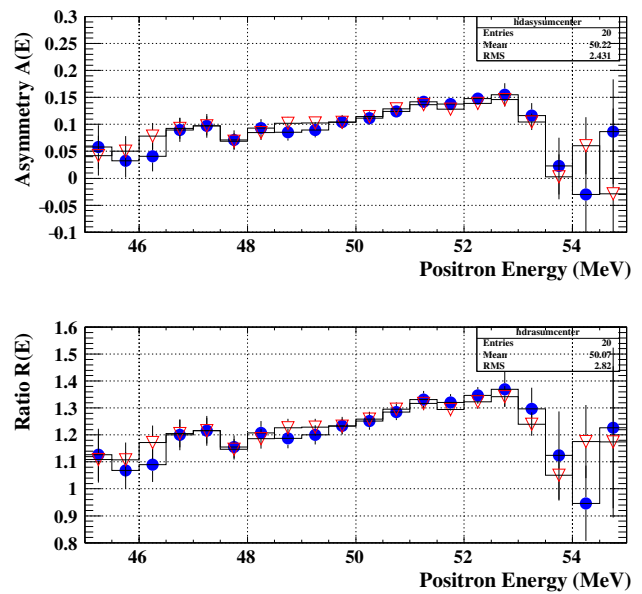 hdasysumcenter
Entries 20
Mean 50.22
RMS 2.431
Asymmetry A(E)
0.3
0.25
0.2
0.15
0.1
0.05
0
−0.05
−0.1
46 48 50 52 54
Positron Energy (MeV)
hdrasumcenter
Entries 20
Mean 50.07
RMS 2.82
Ratio R(E)
1.6
1.5
1.4
1.3
1.2
1.1
1
0.9
0.8
46 48 50 52 54
Positron Energy (MeV)